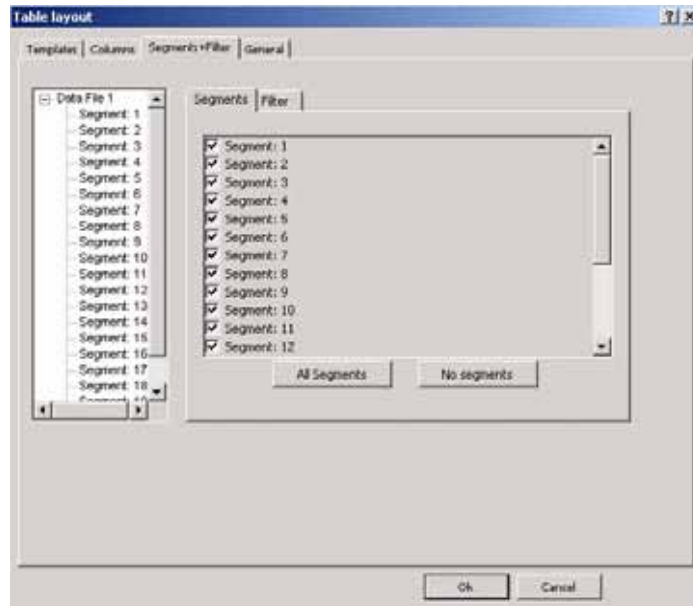 Table layout
Templates Columns Segments+Filter General
Data File 1
Segment: 1
Segment: 2
Segment: 3
Segment: 4
Segment: 5
Segment: 6
Segment: 7
Segment: 8
Segment: 9
Segment: 10
Segment: 11
Segment: 12
Segment: 13
Segment: 14
Segment: 15
Segment: 16
Segment: 17
Segment: 18
Segments Filter
Segment: 1
Segment: 2
Segment: 3
Segment: 4
Segment: 5
Segment: 6
Segment: 7
Segment: 8
Segment: 9
Segment: 10
Segment: 11
Segment: 12
All Segments No segments
Ok Cancel